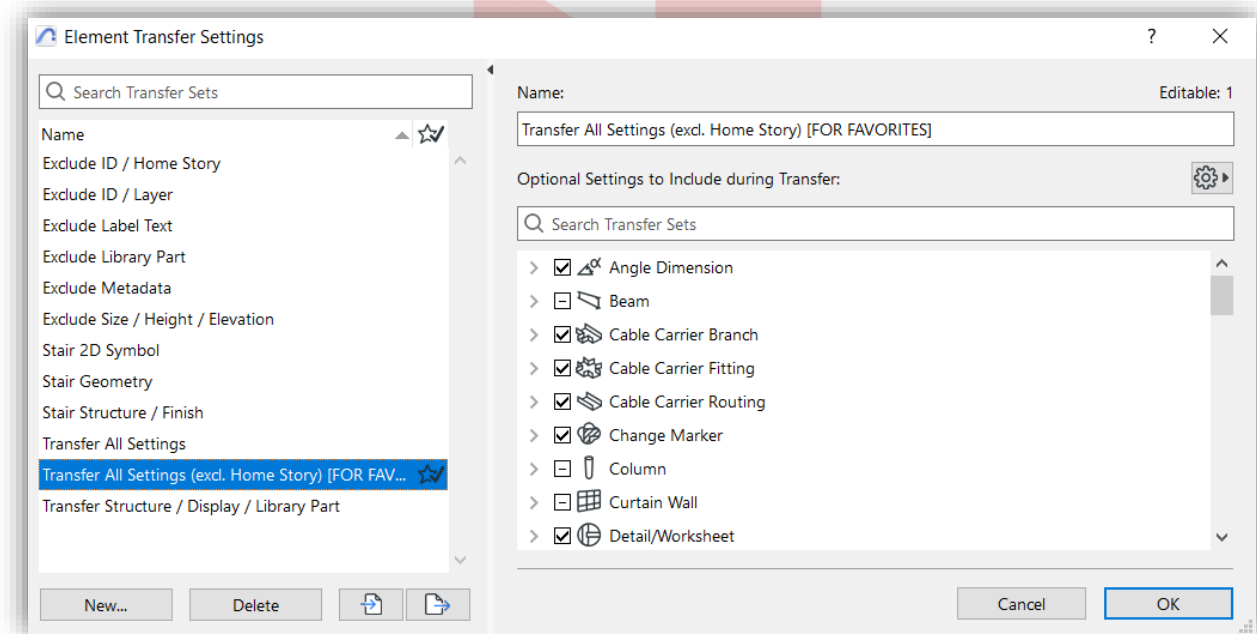 Element Transfer Settings
?
Search Transfer Sets
Name
Exclude ID / Home Story
Exclude ID / Layer
Exclude Label Text
Exclude Library Part
Exclude Metadata
Exclude Size / Height / Elevation
Stair 2D Symbol
Stair Geometry
Stair Structure / Finish
Transfer All Settings
Transfer All Settings (excl. Home Story) [FOR FAV...
Transfer Structure / Display / Library Part
New...
Delete
Name:
Editable: 1
Transfer All Settings (excl. Home Story) [FOR FAVORITES]
Optional Settings to Include during Transfer:
Search Transfer Sets
Angle Dimension
Beam
Cable Carrier Branch
Cable Carrier Fitting
Cable Carrier Routing
Change Marker
Column
Curtain Wall
Detail/Worksheet
Cancel
OK